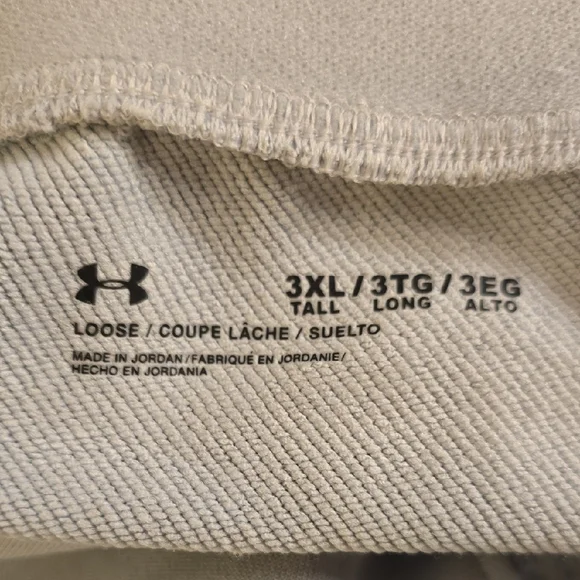 3XL / 3TG / 3EG
TALL LONG ALTO
LOOSE / COUPE LÂCHE / SUELTO
MADE IN JORDAN/FABRIQUÉ EN JORDANIE/
HECHO EN JORDANIA